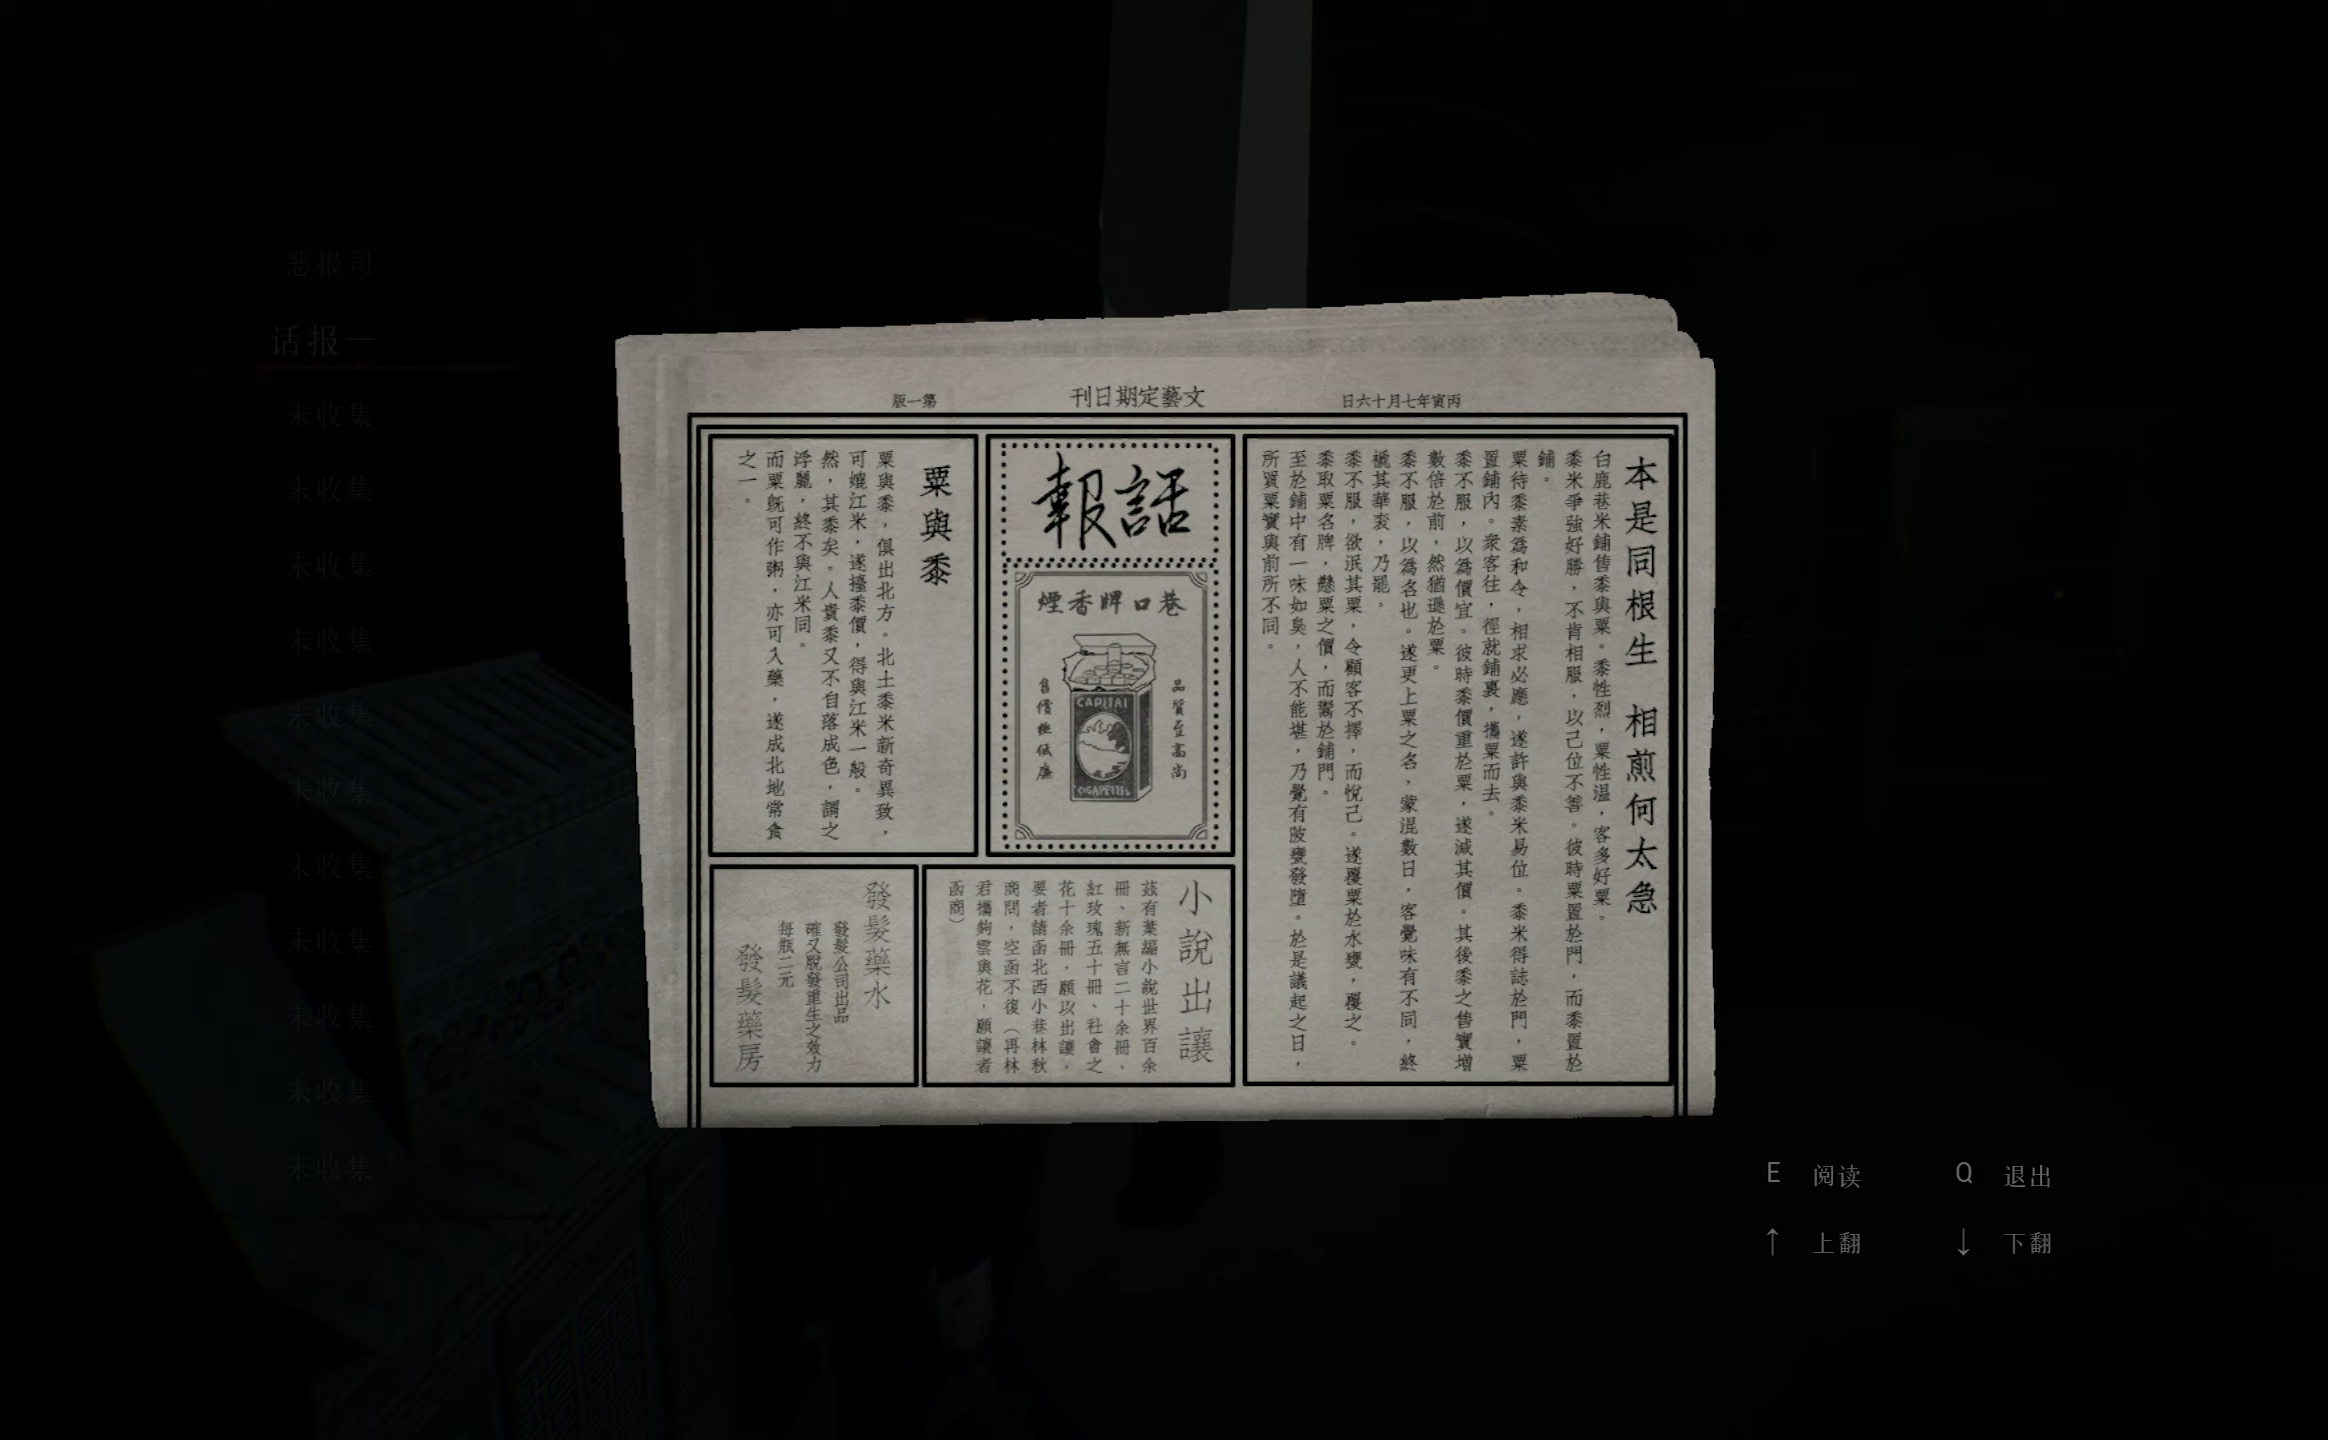 恶报司
话报一
未收集
未收集
未收集
未收集
未收集
未收集
未收集
未收集
未收集
未收集
未收集
丙寅年七月十六日
文藝定期日刊
第一版
本是同根生 相煎何太急
白鹿巷米鋪售黍與粟。黍性烈,粟性温,客多好粟。
黍米爭強好勝,不肯相服,以己位不善。彼時粟置於門,而黍置於
鋪。
粟待黍素為和令,相求必應,遂許與黍米易位。黍米得誌於門,粟
置鋪內。衆客往,徑就鋪裏,攜粟而去。
黍不服,以為價宜。彼時黍價重於粟,遂減其價。其後黍之售實增
數倍於前,然猶遜於粟。
黍不服,以為名也。遂更上粟之名,蒙混數日,客覺味有不同,終
褫其華衮,乃罷。
黍不服,欲泯其粟,令顧客不擇,而悅己。遂覆粟於水甕,覆之。
黍取粟名牌,懸粟之價,而鬻於鋪門。
至於鋪中有一味如臭,人不能堪,乃覺有陂甕發墮。於是議起之日,
所買粟實與前所不同。
話報
巷口牌香煙
品質至高尚
售價極低廉
CAPITAL
CIGARETTES
粟與黍
粟與黍,俱出北方。北土黍米新奇異致,
可媲江米,遂擡黍價,得與江米一般。
然,其黍矣。人貴黍又不自落成色,謂之
浮麗,終不與江米同。
而粟既可作粥,亦可入藥,遂成北地常食
之一。
小說出讓
茲有葉謳小說世界百余
冊、新無言二十余冊、
紅玫瑰五十冊、社會之
花十余冊,願以出讓,
要者請函北西小巷林秋
商問,空函不復(再林
君攜夠雲與花,願讓者
函商)
發髮藥水
發髮公司出品
確又脫發重生之效力
每瓶二元
發髮藥房
E 阅读
Q 退出
↑ 上翻
↓ 下翻